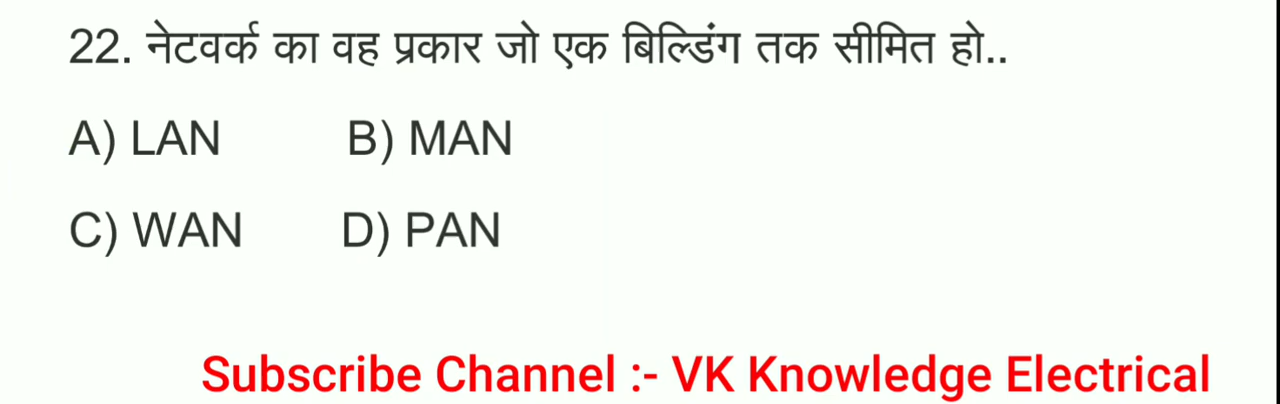 22. नेटवर्क का वह प्रकार जो एक बिल्डिंग तक सीमित हो..
A) LAN B) MAN
C) WAN D) PAN
Subscribe Channel :- VK Knowledge Electrical